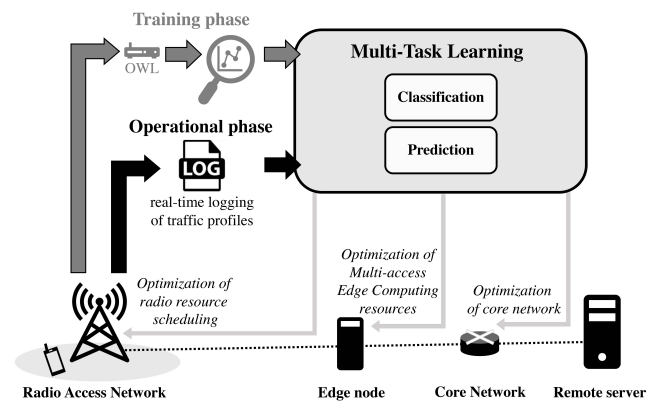 Training phase
OWL
Multi-Task Learning
Classification
Prediction
Operational phase
LOG
real-time logging
of traffic profiles
Optimization of
radio resource
scheduling
Optimization of
Multi-access
Edge Computing
resources
Optimization
of core network
Radio Access Network
Edge node
Core Network
Remote server